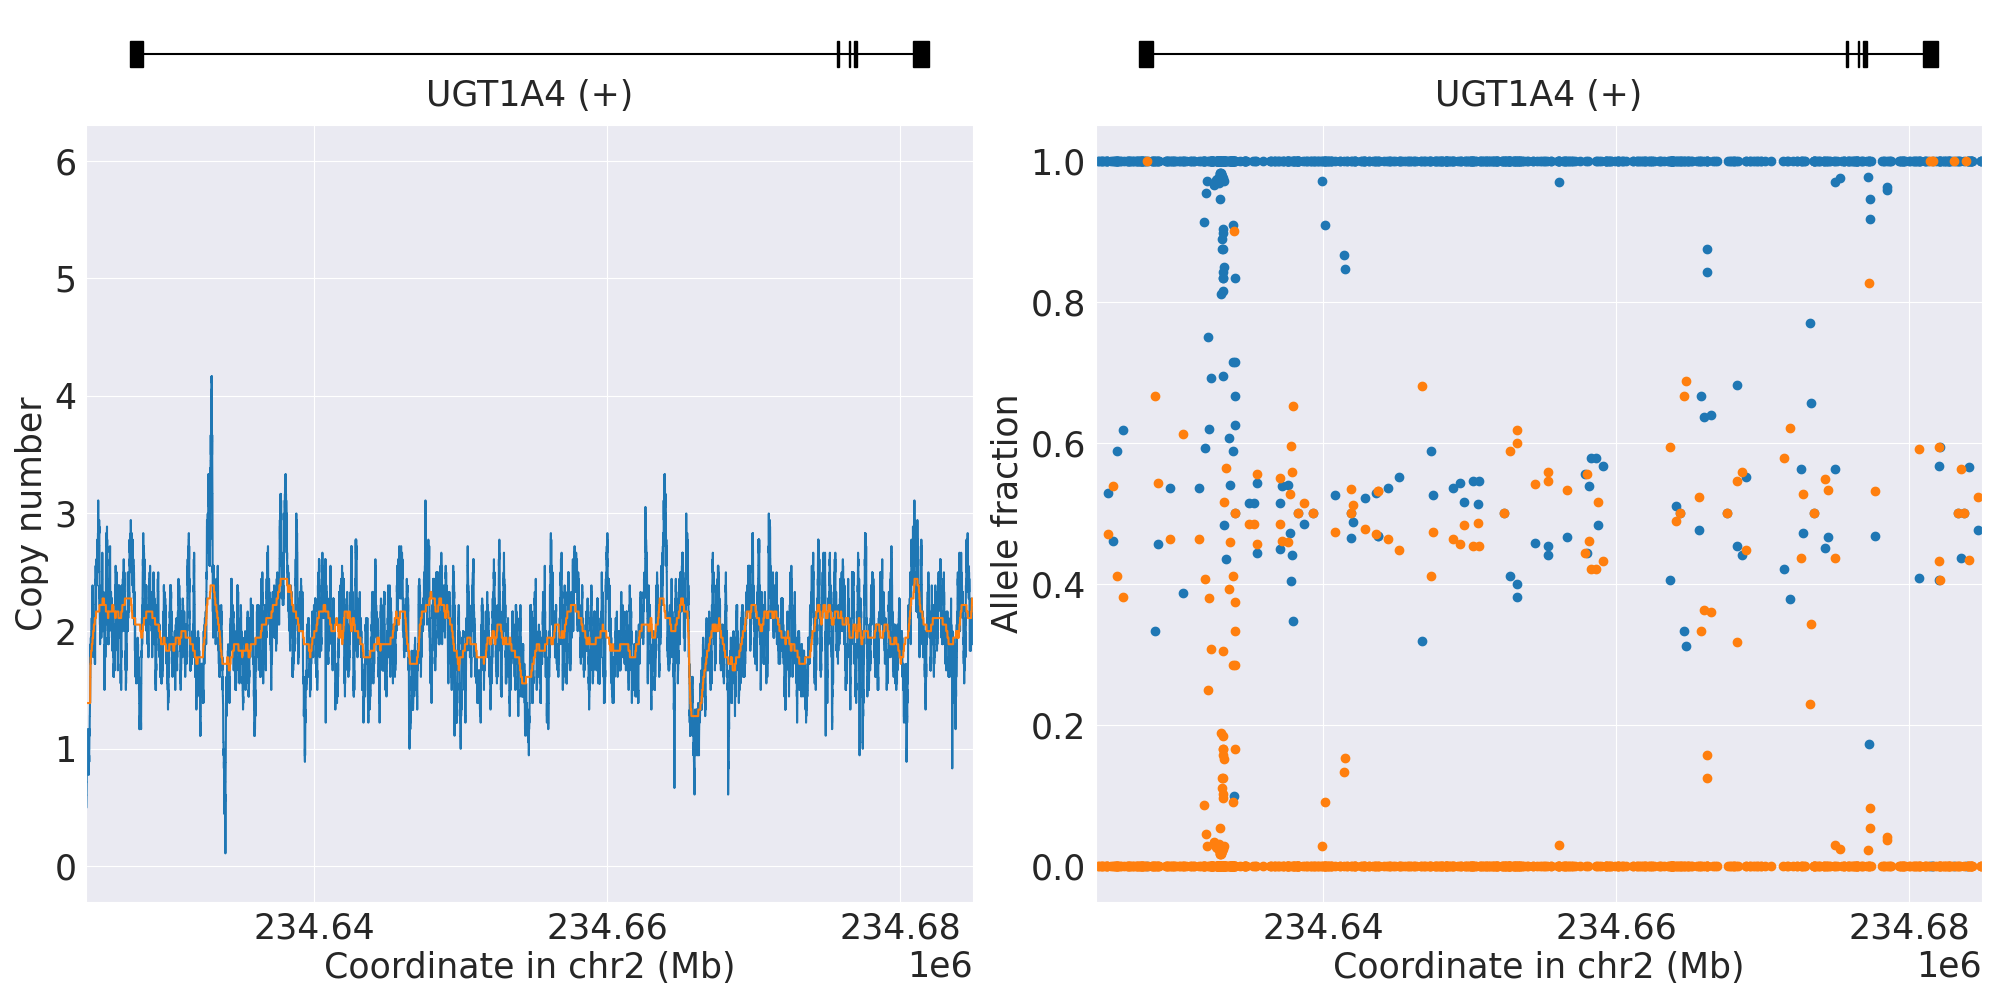 UGT1A4 (+)
6
5
4
3
2
1
0
Copy number
234.64
234.66
234.68
Coordinate in chr2 (Mb)
1e6
UGT1A4 (+)
1.0
0.8
0.6
0.4
0.2
0.0
Allele fraction
234.64
234.66
234.68
Coordinate in chr2 (Mb)
1e6